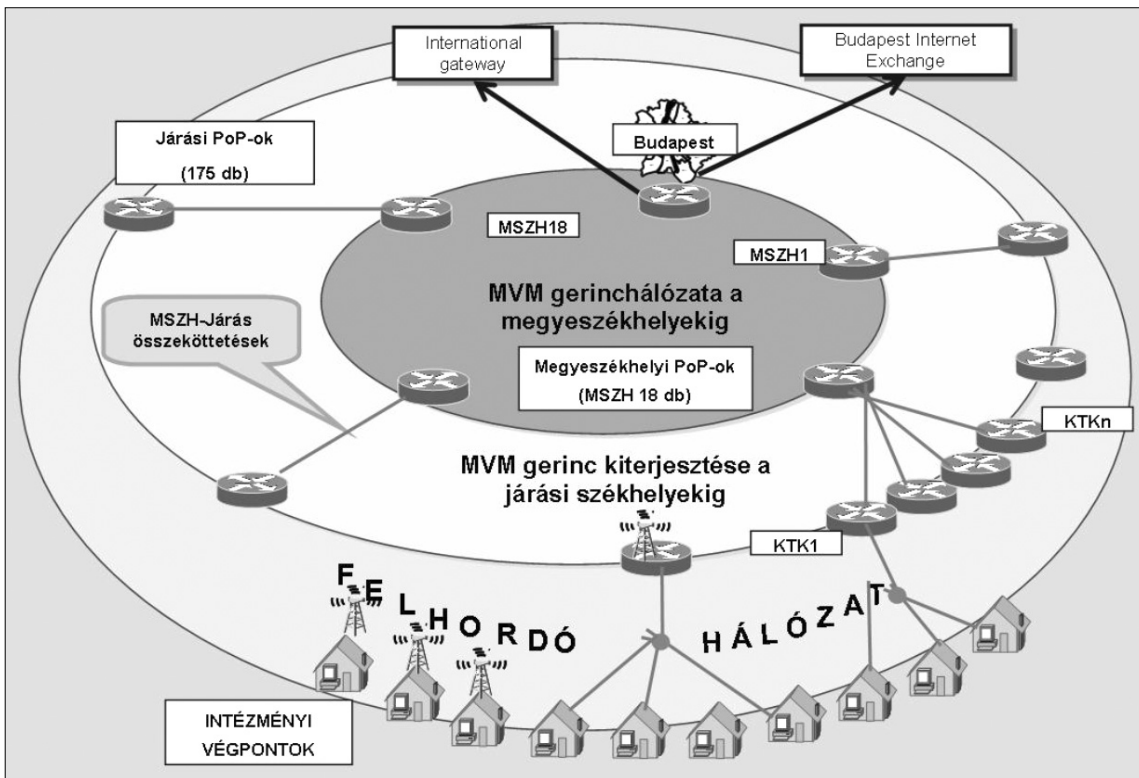 International
gateway
Budapest Internet
Exchange
Járási PoP-ok
(175 db)
Budapest
MSZH18
MSZH1
MVM gerinchálózata a
megyeszékhelyekig
MSZH-Járás
összeköttetések
Megyeszékhelyi PoP-ok
(MSZH 18 db)
KTKn
MVM gerinc kiterjesztése a
járási székhelyekig
KTK1
FELHORDÓ HÁLÓZAT
INTÉZMÉNYI
VÉGPONTOK